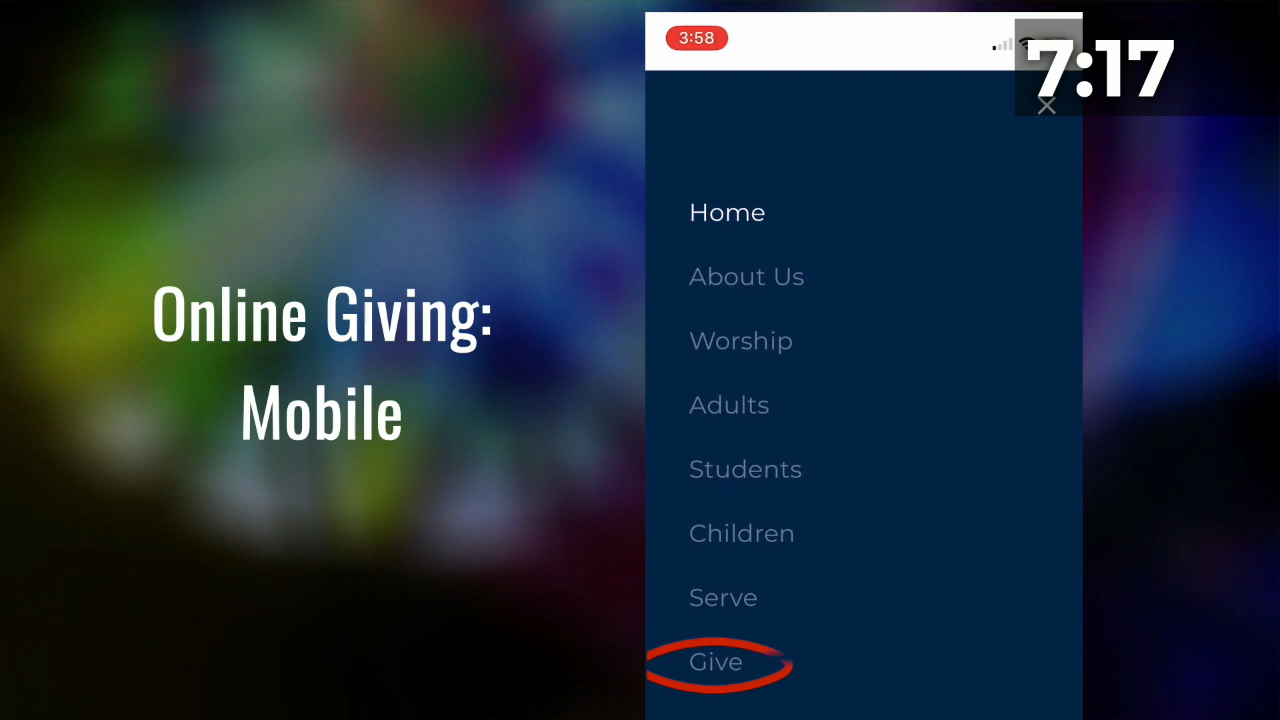 3:58
7:17
Online Giving:
Mobile
Home
About Us
Worship
Adults
Students
Children
Serve
Give